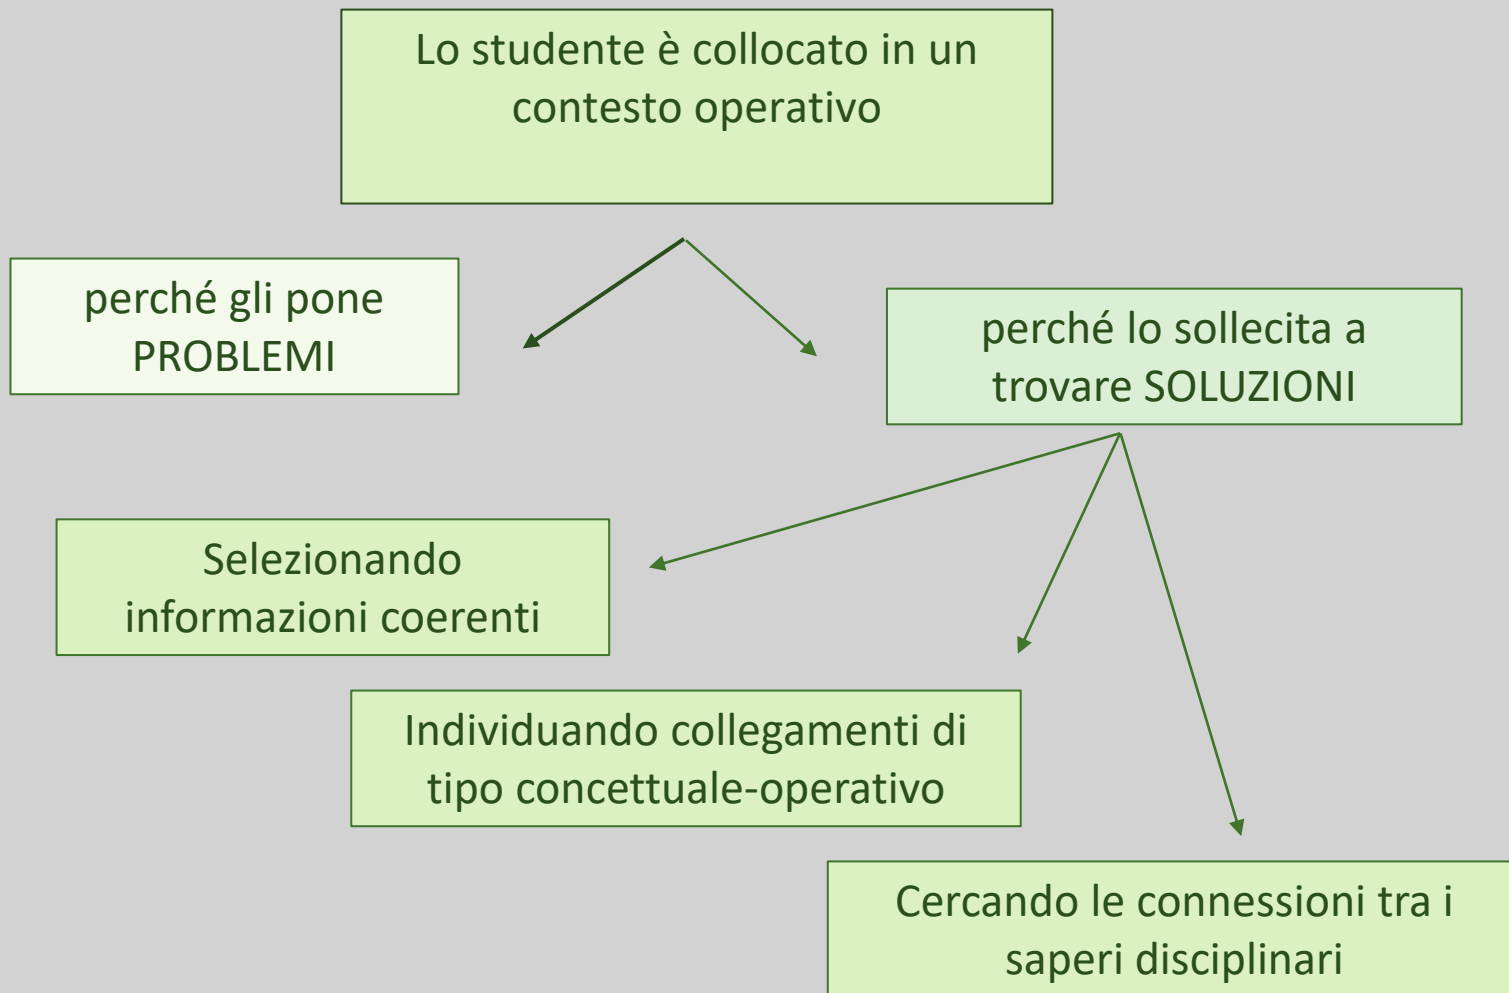 Lo studente è collocato in un
contesto operativo
perché gli pone
PROBLEMI
perché lo sollecita a
trovare SOLUZIONI
Selezionando
informazioni coerenti
Individuando collegamenti di
tipo concettuale-operativo
Cercando le connessioni tra i
saperi disciplinari